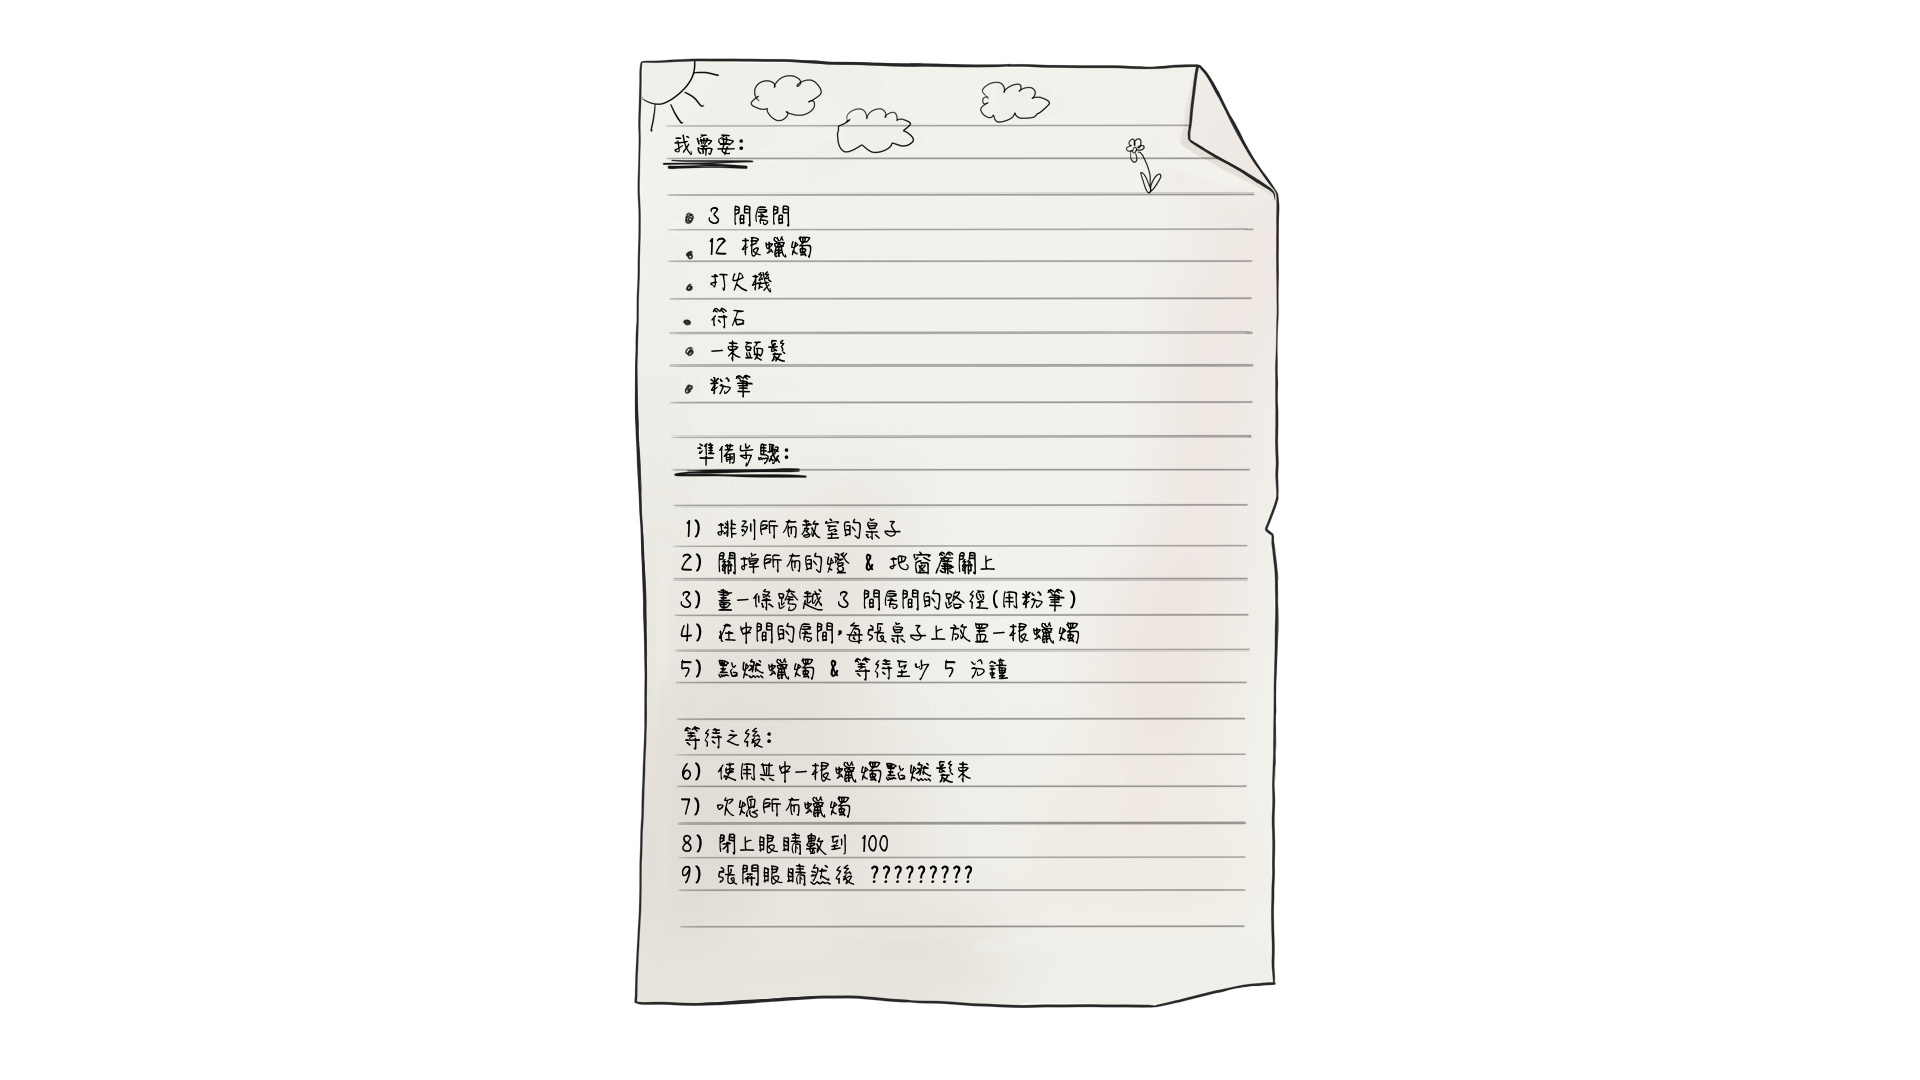 我需要:
3 間房間
12 根蠟燭
打火機
符石
一束頭髮
粉筆
準備步驟:
1) 排列所有教室的桌子
2) 關掉所有的燈 & 把窗簾關上
3) 畫一條跨越 3 間房間的路徑(用粉筆)
4) 在中間的房間,每張桌子上放置一根蠟燭
5) 點燃蠟燭 & 等待至少 5 分鐘
等待之後:
6) 使用其中一根蠟燭點燃髮束
7) 吹熄所有蠟燭
8) 閉上眼睛數到 100
9) 張開眼睛然後 ?????????